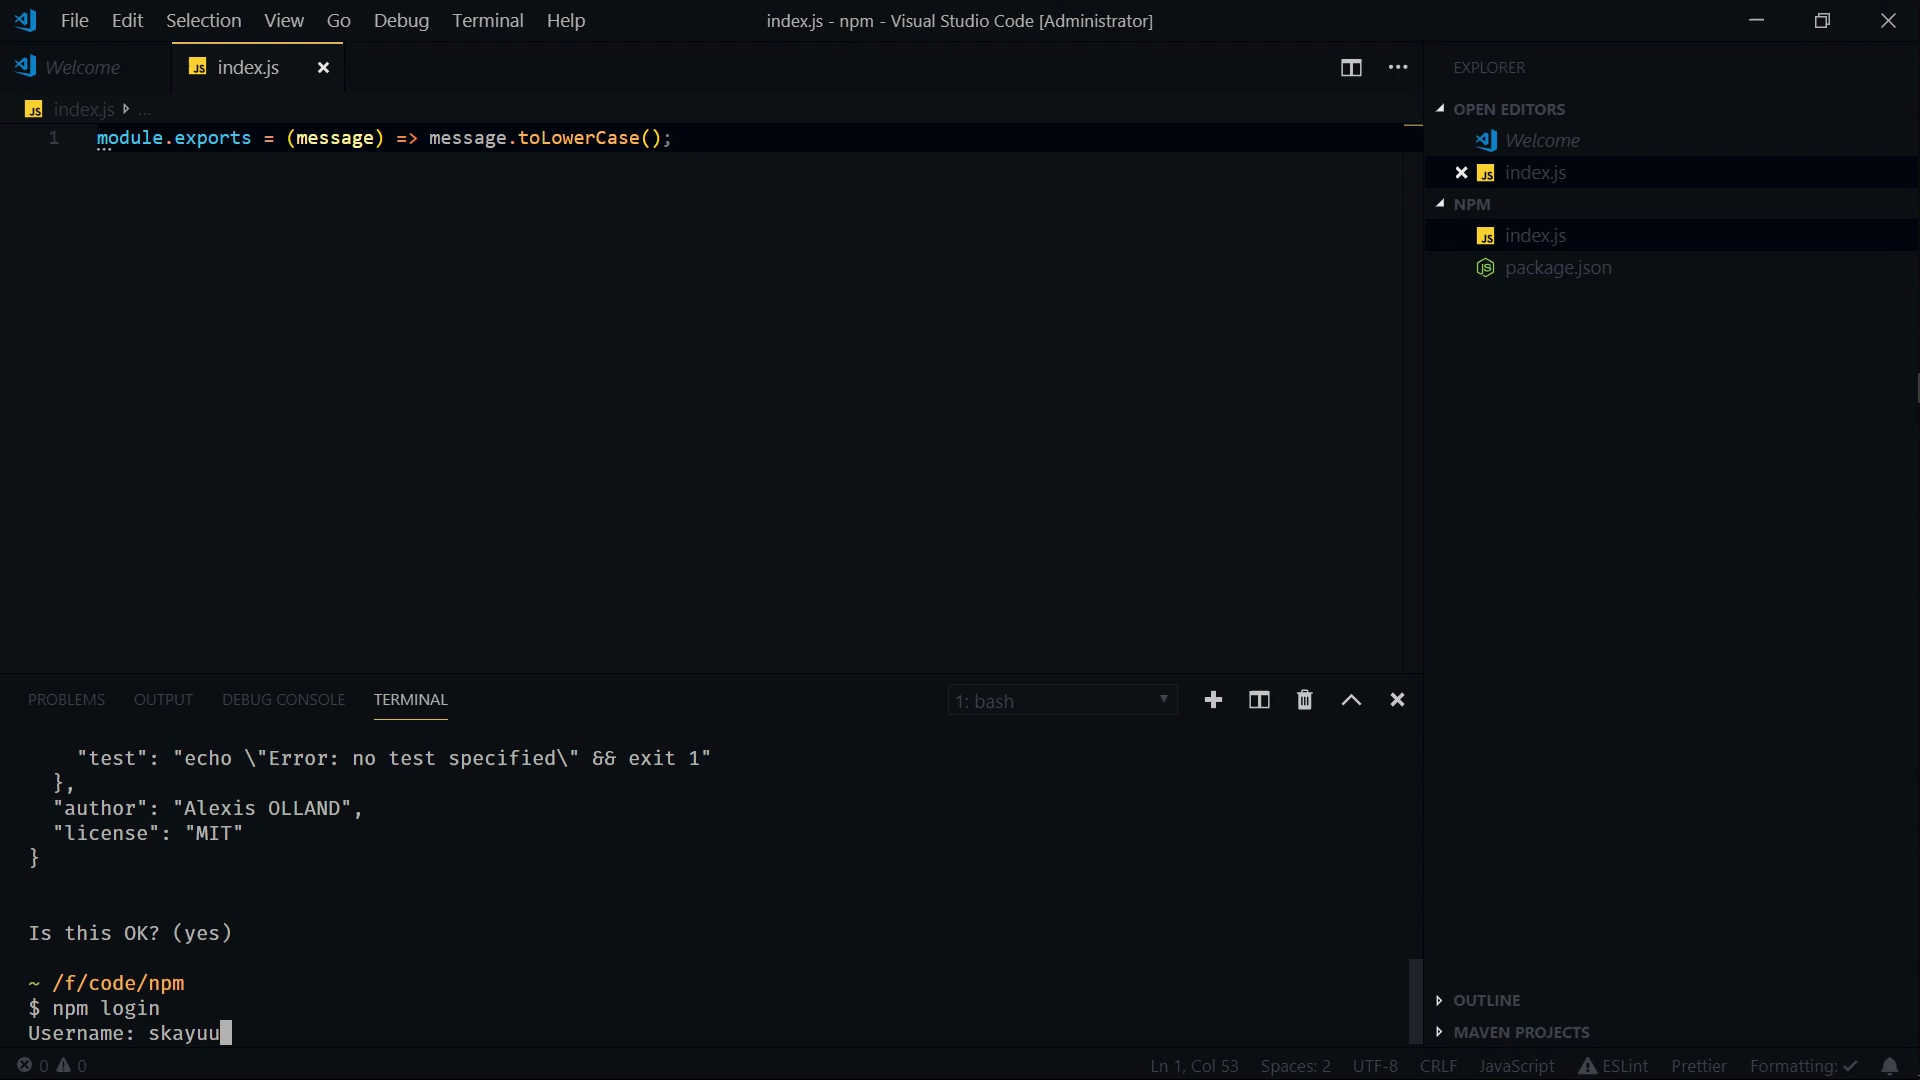 File Edit Selection View Go Debug Terminal Help index.js - npm - Visual Studio Code [Administrator]
Welcome index.js
index.js ...
1 module.exports = (message) => message.toLowerCase();
EXPLORER
OPEN EDITORS
Welcome
index.js
NPM
index.js
package.json
PROBLEMS OUTPUT DEBUG CONSOLE TERMINAL 1: bash
"test": "echo \"Error: no test specified\" && exit 1"
},
"author": "Alexis OLLAND",
"license": "MIT"
}
Is this OK? (yes)
~ /f/code/npm
$ npm login
Username: skayuu
OUTLINE
MAVEN PROJECTS
0 0 Ln 1, Col 53 Spaces: 2 UTF-8 CRLF JavaScript ESLint Prettier Formatting: ✓